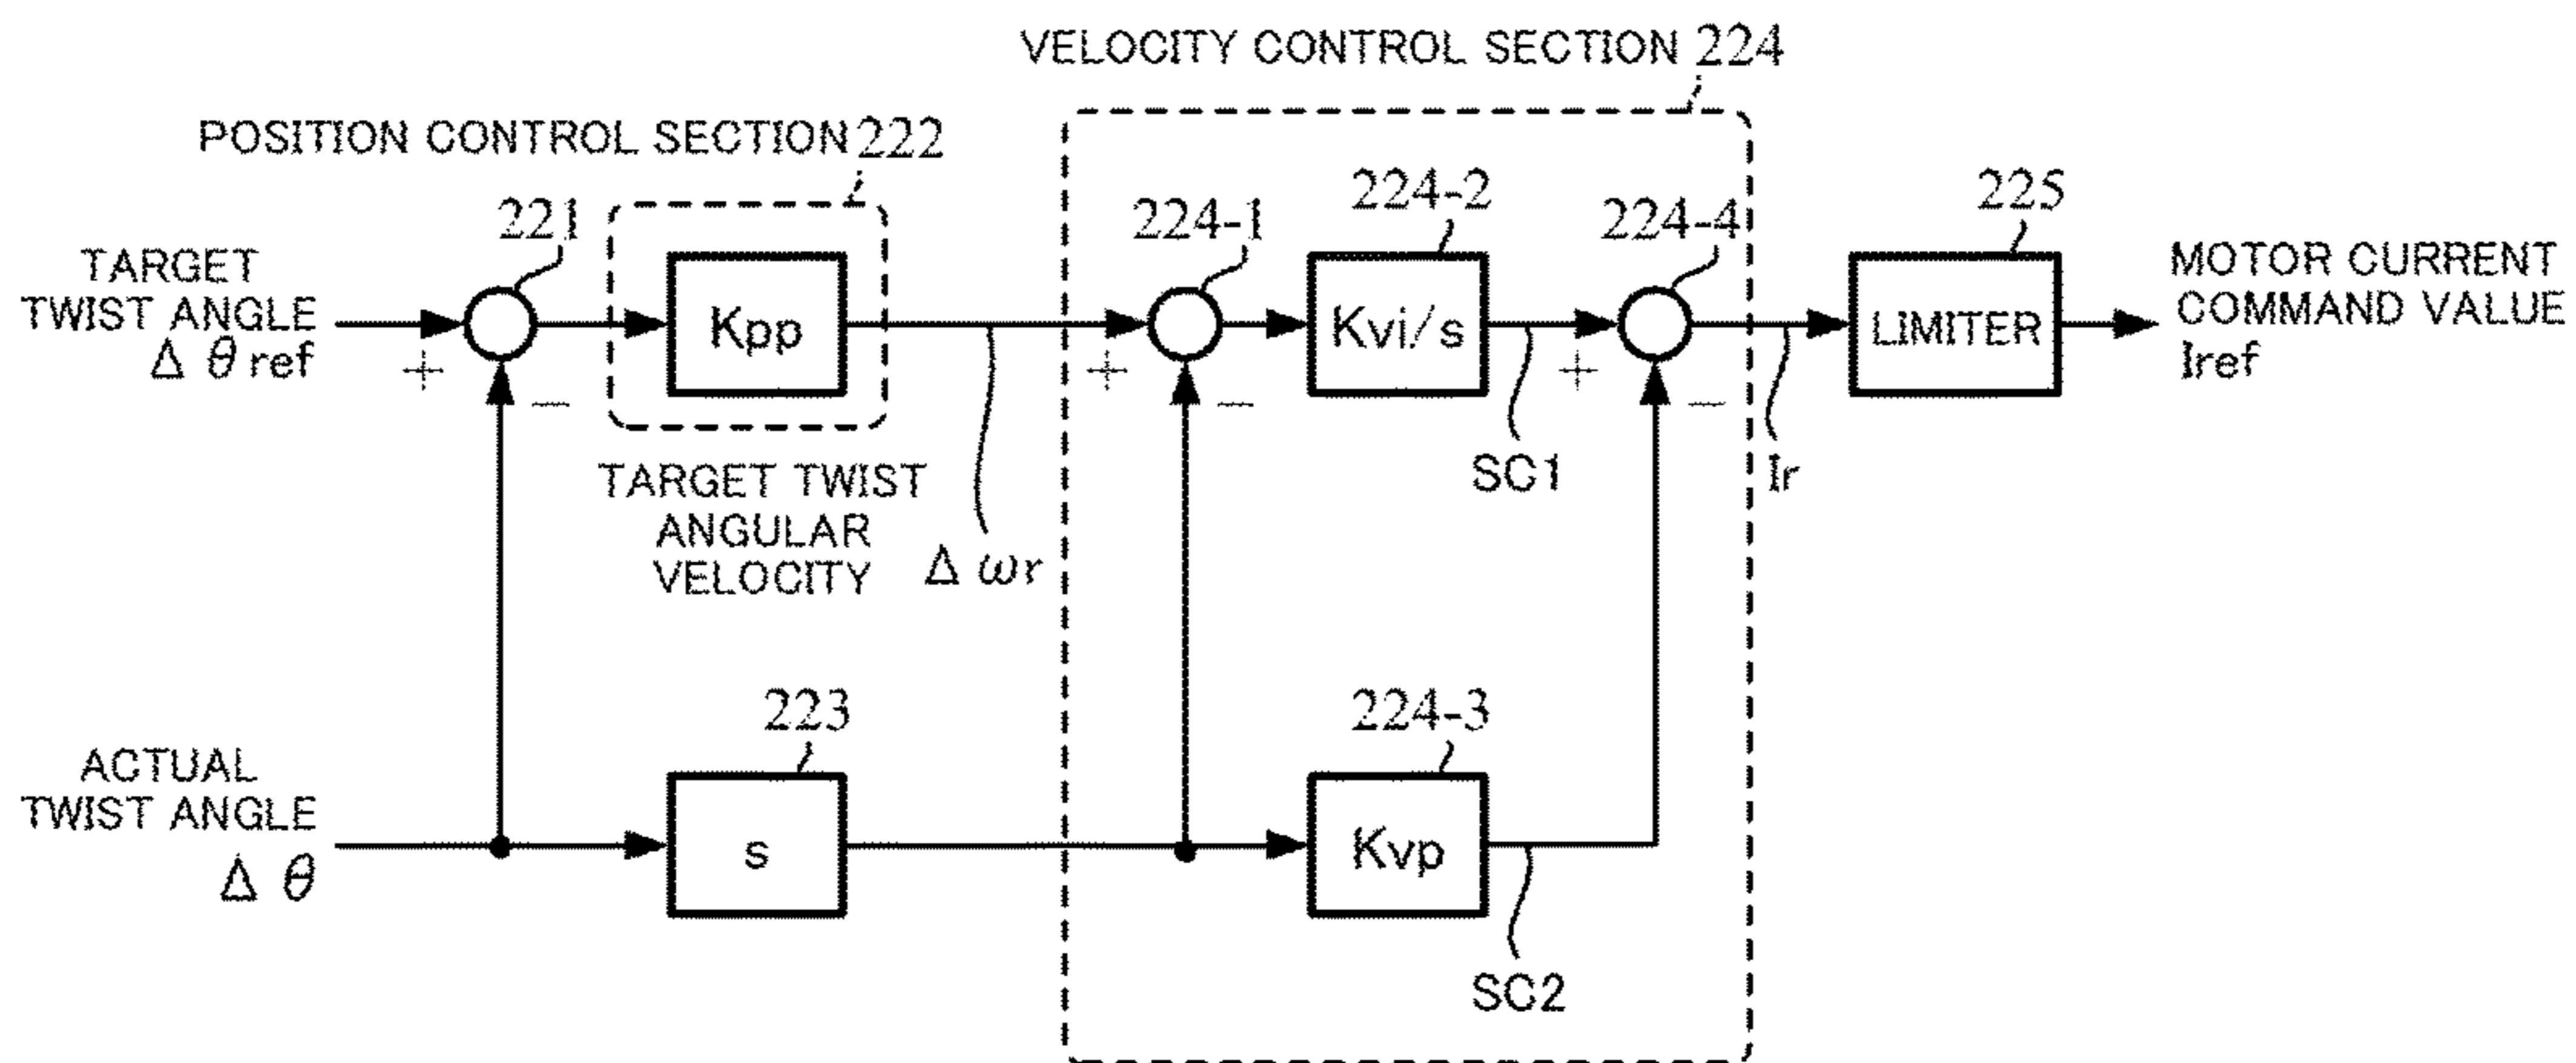 VELOCITY CONTROL SECTION 224
POSITION CONTROL SECTION 222
221
224-1
224-2
224-4
225
TARGET
TWIST ANGLE
Δ θ ref
+
−
Kpp
+
−
Kvi/s
+
−
LIMITER
MOTOR CURRENT
COMMAND VALUE
Iref
TARGET TWIST
ANGULAR
VELOCITY
Δ ωr
SC1
Ir
223
224-3
ACTUAL
TWIST ANGLE
Δ θ
s
Kvp
SC2